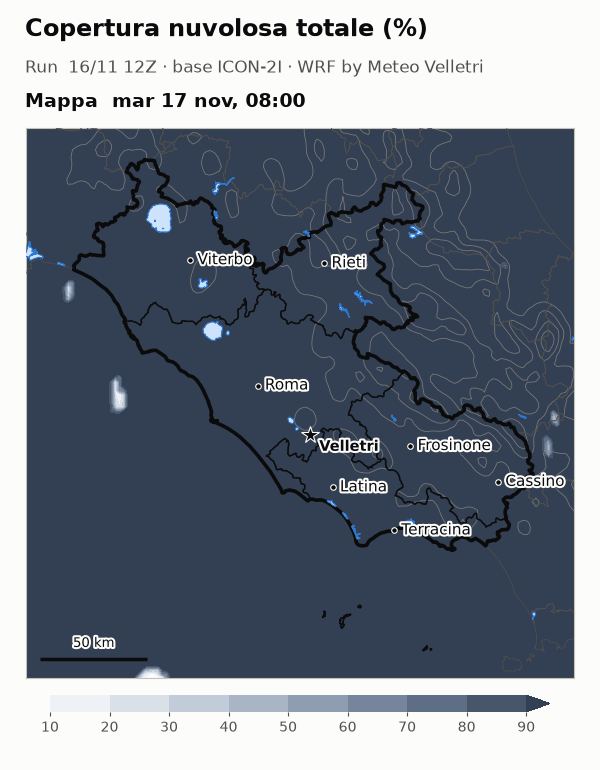 Copertura nuvolosa totale (%)
Run  16/11 12Z · base ICON-2I · WRF by Meteo Velletri
Mappa  mar 17 nov, 08:00
Viterbo
Rieti
Roma
Velletri
Frosinone
Cassino
Latina
Terracina
50 km
10 20 30 40 50 60 70 80 90